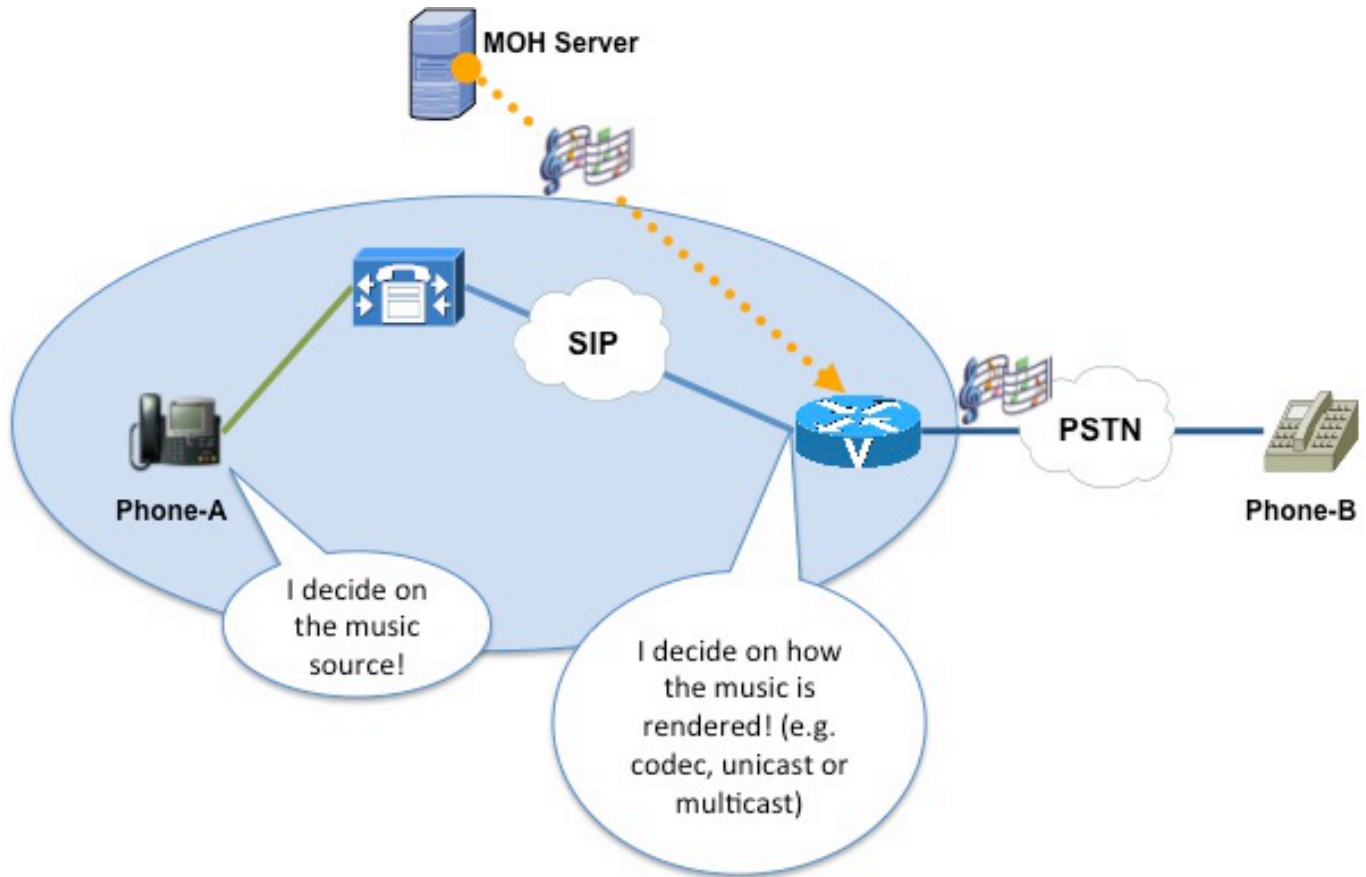 MOH Server
SIP
PSTN
Phone-A
Phone-B
V
I decide on
the music
source!
I decide on how
the music is
rendered! (e.g.
codec, unicast or
multicast)